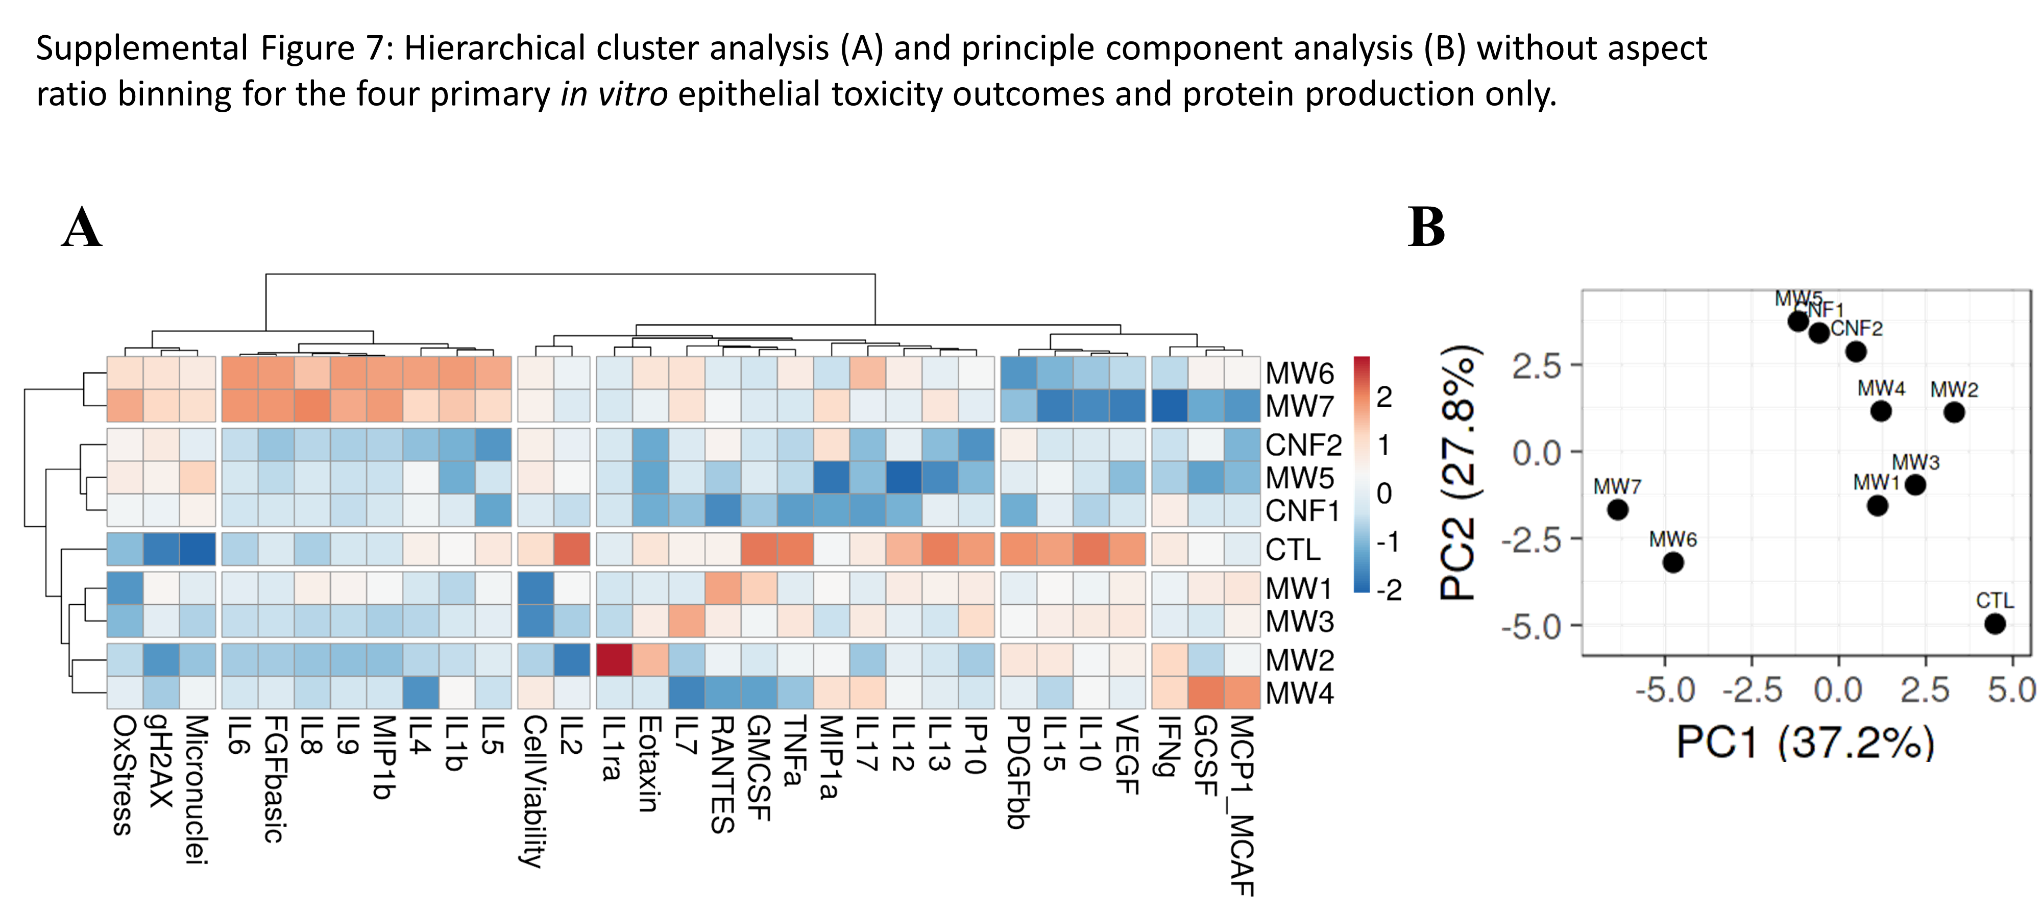 Supplemental Figure 7: Hierarchical cluster analysis (A) and principle component analysis (B) without aspect
ratio binning for the four primary in vitro epithelial toxicity outcomes and protein production only.
A
MW6
MW7
CNF2
MW5
CNF1
CTL
MW1
MW3
MW2
MW4
2
1
0
-1
-2
OxStress
gH2AX
Micronuclei
IL6
FGFbasic
IL8
IL9
MIP1b
IL4
IL1b
IL5
CellViability
IL2
IL1ra
Eotaxin
IL7
RANTES
GMCSF
TNFa
MIP1a
IL17
IL12
IL13
IP10
PDGFbb
IL15
IL10
VEGF
IFNg
GCSF
MCP1_MCAF
B
MW5
CNF1
CNF2
MW4
MW2
MW3
MW1
MW7
MW6
CTL
2.5
0.0
-2.5
-5.0
PC2 (27.8%)
-5.0 -2.5 0.0 2.5 5.0
PC1 (37.2%)